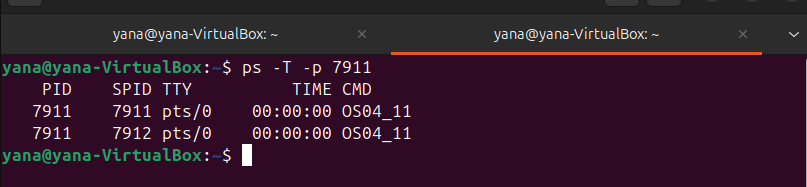 yana@yana-VirtualBox: ~ × yana@yana-VirtualBox: ~ ×
yana@yana-VirtualBox:~$ ps -T -p 7911
PID SPID TTY TIME CMD
7911 7911 pts/0 00:00:00 OS04_11
7911 7912 pts/0 00:00:00 OS04_11
yana@yana-VirtualBox:~$